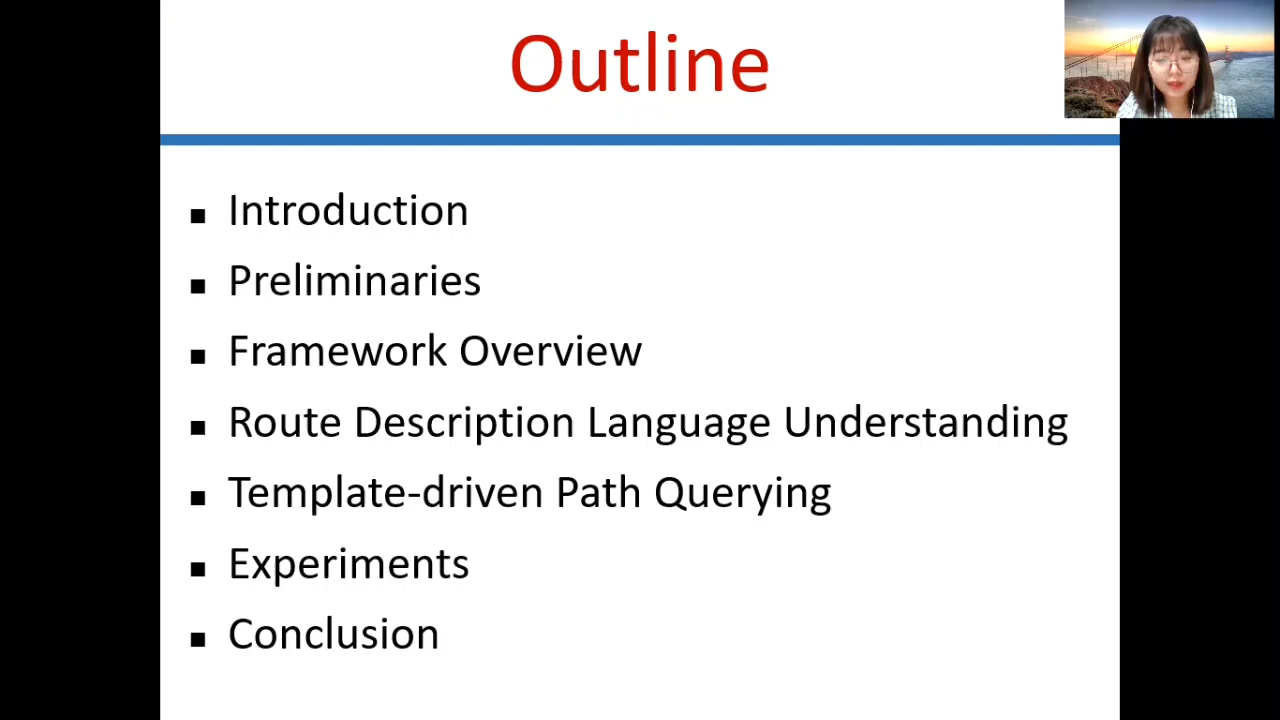 Outline
Introduction
Preliminaries
Framework Overview
Route Description Language Understanding
Template-driven Path Querying
Experiments
Conclusion